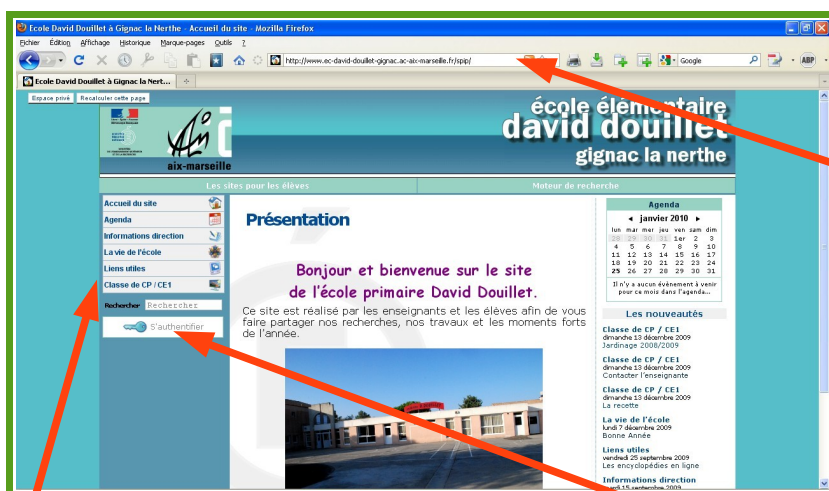 Ecole David Douillet à Gignac la Nerthe - Accueil du site - Mozilla Firefox
Fichier Édition Affichage Historique Marque-pages Outils ?
http://www.ec-david-douillet-gignac.ac-aix-marseille.fr/spip/
Google
ABP
Ecole David Douillet à Gignac la Nert...
Espace privé Recalculer cette page
école élémentaire
david douillet
gignac la nerthe
aix-marseille
Les sites pour les élèves
Moteur de recherche
Accueil du site
Agenda
Informations direction
La vie de l'école
Liens utiles
Classe de CP / CE1
Rechercher Rechercher
S'authentifier
Présentation
Bonjour et bienvenue sur le site
de l'école primaire David Douillet.
Ce site est réalisé par les enseignants et les élèves afin de vous
faire partager nos recherches, nos travaux et les moments forts
de l'année.
Agenda
janvier 2010
lun mar mer jeu ven sam dim
28 29 30 31 1er 2 3
4 5 6 7 8 9 10
11 12 13 14 15 16 17
18 19 20 21 22 23 24
25 26 27 28 29 30 31
Il n'y a aucun évènement à venir
pour ce mois dans l'agenda...
Les nouveautés
Classe de CP / CE1
dimanche 13 décembre 2009
Jardinage 2008/2009
Classe de CP / CE1
dimanche 13 décembre 2009
Contacter l'enseignante
Classe de CP / CE1
dimanche 13 décembre 2009
La recette
La vie de l'école
lundi 7 décembre 2009
Bonne Année
Liens utiles
vendredi 25 septembre 2009
Les encyclopédies en ligne
Informations direction
mardi 15 septembre 2009